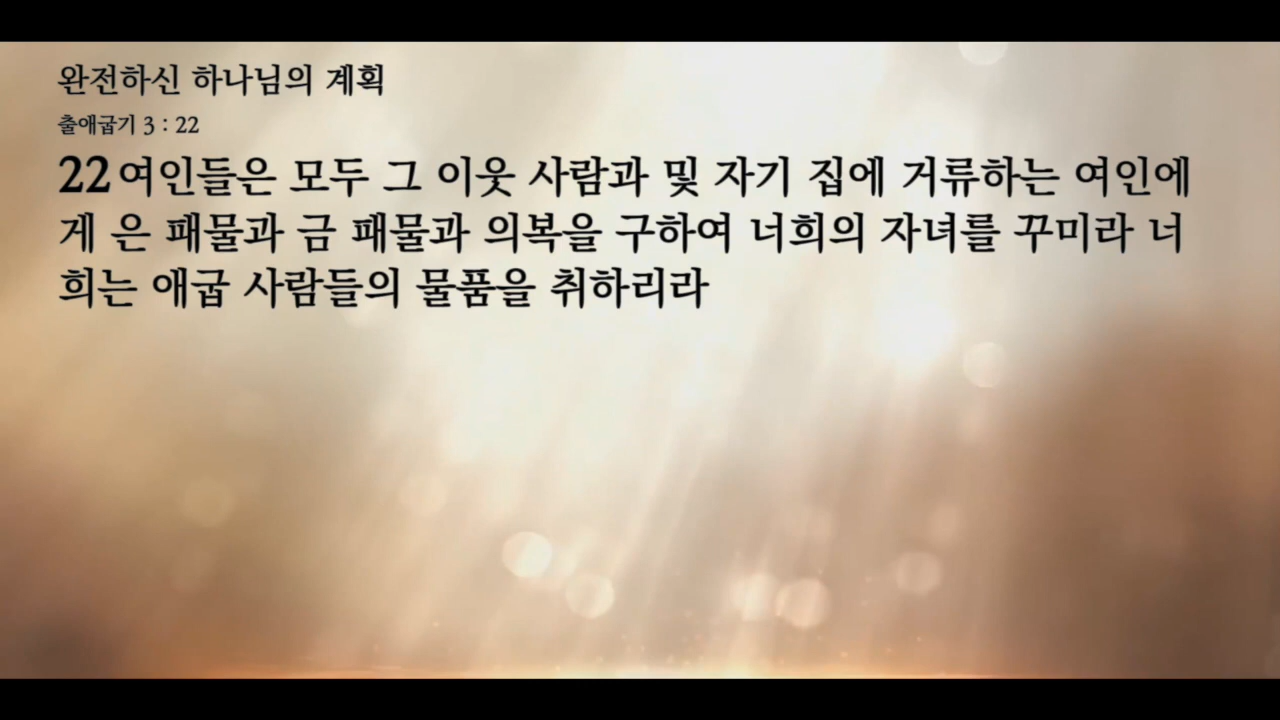 완전하신 하나님의 계획
출애굽기 3 : 22
22여인들은 모두 그 이웃 사람과 및 자기 집에 거류하는 여인에
게 은 패물과 금 패물과 의복을 구하여 너희의 자녀를 꾸미라 너
희는 애굽 사람들의 물품을 취하리라